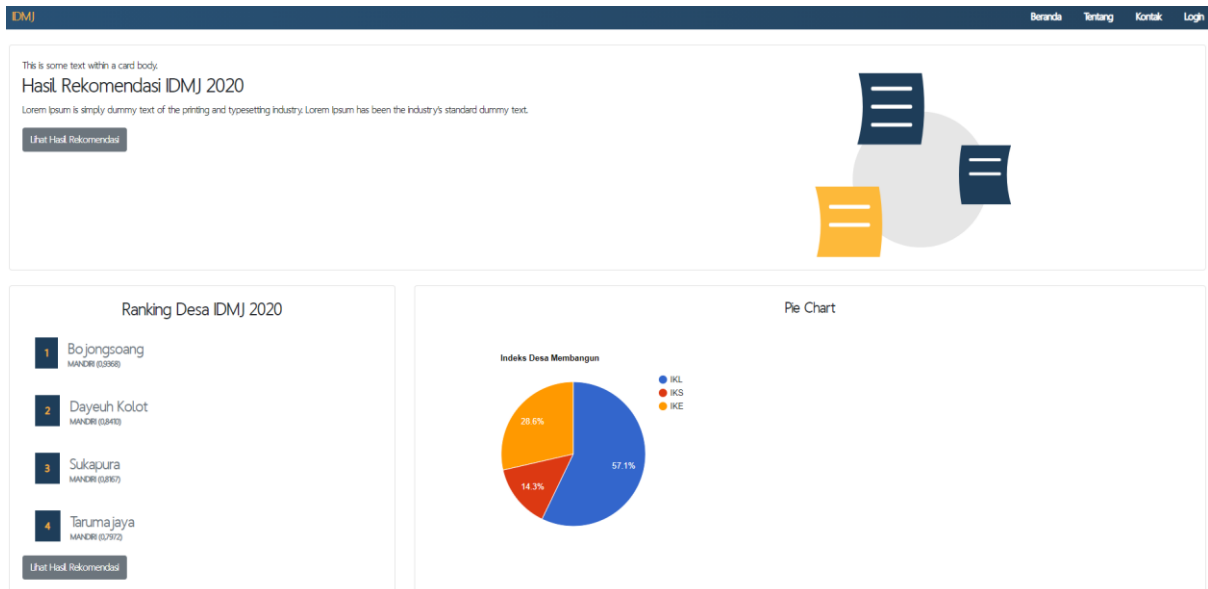 IDMJ
Beranda Tentang Kontak Login
This is some text within a card body.
Hasil Rekomendasi IDMJ 2020
Lorem Ipsum is simply dummy text of the printing and typesetting industry. Lorem Ipsum has been the industry's standard dummy text.
Lihat Hasil Rekomendasi
Ranking Desa IDMJ 2020
1 Bojongsoang
MANDIRI (0,9368)
2 Dayeuh Kolot
MANDIRI (0,8410)
3 Sukapura
MANDIRI (0,8167)
4 Tarumajaya
MANDIRI (0,7972)
Lihat Hasil Rekomendasi
Pie Chart
Indeks Desa Membangun
IKL
IKS
IKE
28.6%
57.1%
14.3%